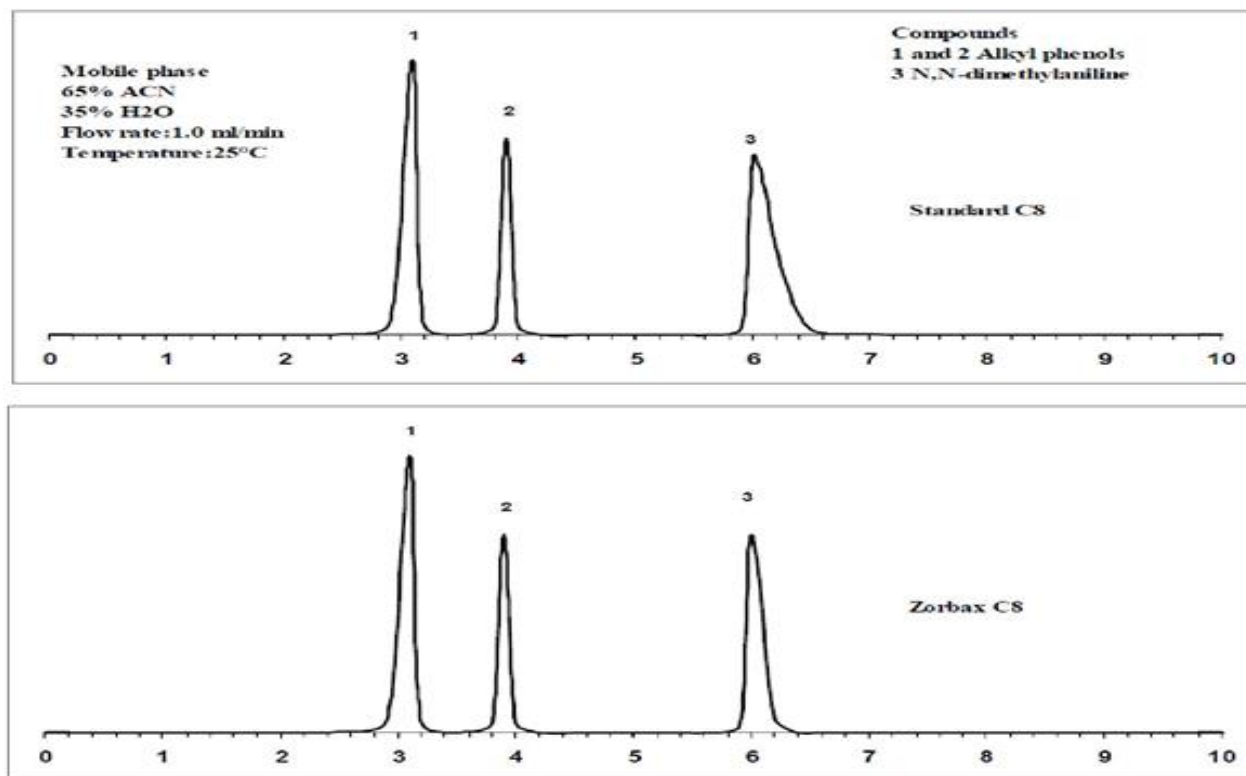 1
Mobile phase
65% ACN
35% H2O
Flow rate:1.0 ml/min
Temperature:25°C
2
Compounds
1 and 2 Alkyl phenols
3 N,N-dimethylaniline
3
Standard C8
0 1 2 3 4 5 6 7 8 9 10
1
2
3
Zorbax C8
0 1 2 3 4 5 6 7 8 9 10